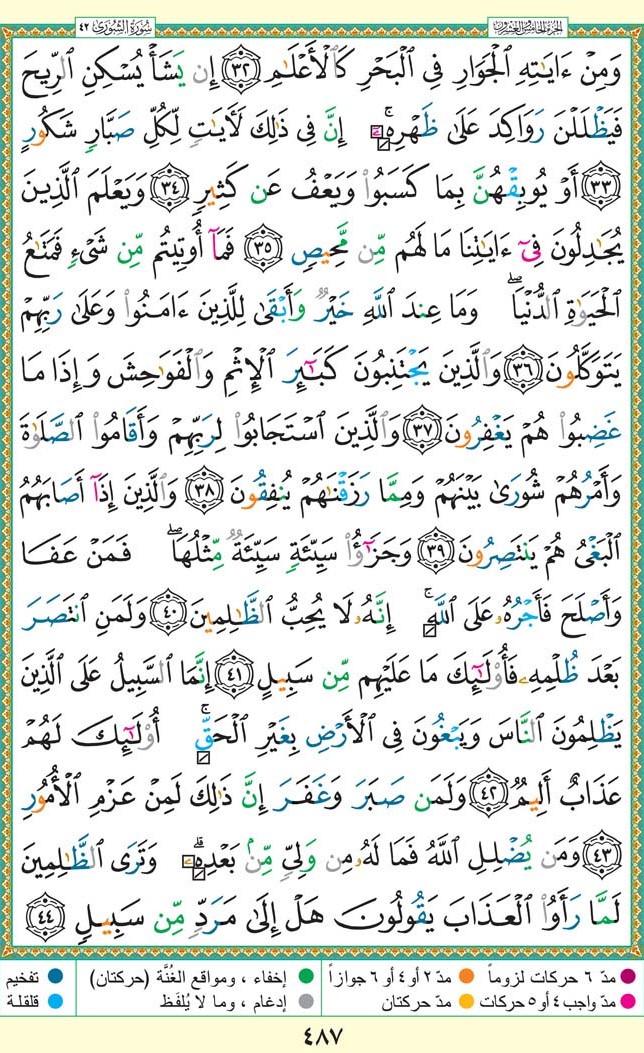 الجزء الخامس والعشرون سُورَةُ الشُّورَىٰ ٤٢
وَمِنْ ءَايَـٰتِهِ ٱلْجَوَارِ فِى ٱلْبَحْرِ كَٱلْأَعْلَـٰمِ ٣٢ إِن يَشَأْ يُسْكِنِ ٱلرِّيحَ
فَيَظْلَلْنَ رَوَاكِدَ عَلَىٰ ظَهْرِهِۦٓ ۚ إِنَّ فِى ذَٰلِكَ لَـَٔايَـٰتٍ لِّكُلِّ صَبَّارٍ شَكُورٍ
٣٣ أَوْ يُوبِقْهُنَّ بِمَا كَسَبُوا۟ وَيَعْفُ عَن كَثِيرٍ ٣٤ وَيَعْلَمَ ٱلَّذِينَ
يُجَـٰدِلُونَ فِىٓ ءَايَـٰتِنَا مَا لَهُم مِّن مَّحِيصٍ ٣٥ فَمَآ أُوتِيتُم مِّن شَىْءٍ فَمَتَـٰعُ
ٱلْحَيَوٰةِ ٱلدُّنْيَا ۖ وَمَا عِندَ ٱللَّهِ خَيْرٌ وَأَبْقَىٰ لِلَّذِينَ ءَامَنُوا۟ وَعَلَىٰ رَبِّهِمْ
يَتَوَكَّلُونَ ٣٦ وَٱلَّذِينَ يَجْتَنِبُونَ كَبَـٰٓئِرَ ٱلْإِثْمِ وَٱلْفَوَٰحِشَ وَإِذَا مَا
غَضِبُوا۟ هُمْ يَغْفِرُونَ ٣٧ وَٱلَّذِينَ ٱسْتَجَابُوا۟ لِرَبِّهِمْ وَأَقَامُوا۟ ٱلصَّلَوٰةَ
وَأَمْرُهُمْ شُورَىٰ بَيْنَهُمْ وَمِمَّا رَزَقْنَـٰهُمْ يُنفِقُونَ ٣٨ وَٱلَّذِينَ إِذَآ أَصَابَهُمُ
ٱلْبَغْىُ هُمْ يَنتَصِرُونَ ٣٩ وَجَزَٰٓؤُا۟ سَيِّئَةٍ سَيِّئَةٌ مِّثْلُهَا ۖ فَمَنْ عَفَا
وَأَصْلَحَ فَأَجْرُهُۥ عَلَى ٱللَّهِ ۚ إِنَّهُۥ لَا يُحِبُّ ٱلظَّـٰلِمِينَ ٤٠ وَلَمَنِ ٱنتَصَرَ
بَعْدَ ظُلْمِهِۦ فَأُو۟لَـٰٓئِكَ مَا عَلَيْهِم مِّن سَبِيلٍ ٤١ إِنَّمَا ٱلسَّبِيلُ عَلَى ٱلَّذِينَ
يَظْلِمُونَ ٱلنَّاسَ وَيَبْغُونَ فِى ٱلْأَرْضِ بِغَيْرِ ٱلْحَقِّ ۚ أُو۟لَـٰٓئِكَ لَهُمْ
عَذَابٌ أَلِيمٌ ٤٢ وَلَمَن صَبَرَ وَغَفَرَ إِنَّ ذَٰلِكَ لَمِنْ عَزْمِ ٱلْأُمُورِ
٤٣ وَمَن يُضْلِلِ ٱللَّهُ فَمَا لَهُۥ مِن وَلِىٍّ مِّنۢ بَعْدِهِۦ ۗ وَتَرَى ٱلظَّـٰلِمِينَ
لَمَّا رَأَوُا۟ ٱلْعَذَابَ يَقُولُونَ هَلْ إِلَىٰ مَرَدٍّ مِّن سَبِيلٍ ٤٤
مدّ ٦ حركات لزوماً مدّ ٢ أو ٤ أو ٦ جوازاً إخفاء ، ومواقع الغُنَّة (حركتان) تفخيم
مدّ واجب ٤ أو ٥ حركات مدّ حركتان إدغام ، وما لا يُلفَظ قلقلة
٤٨٧